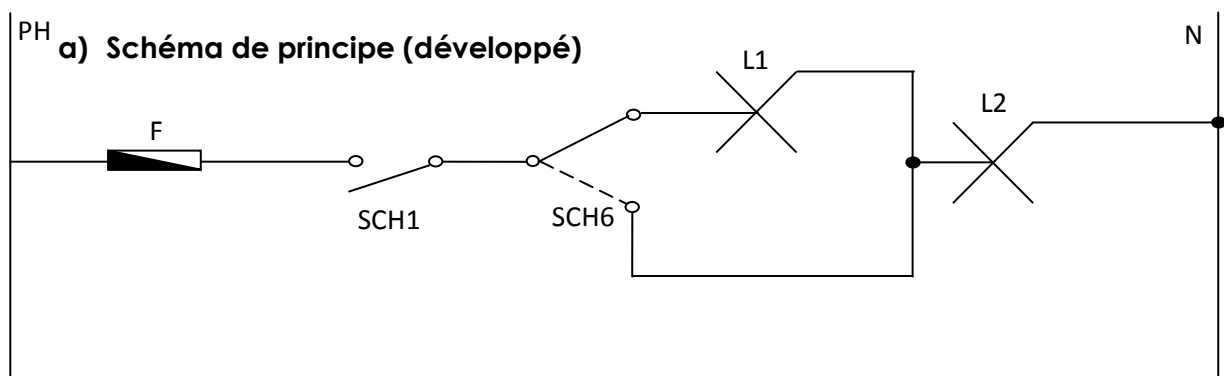 PH
a) Schéma de principe (développé)
N
L1
L2
F
SCH1
SCH6